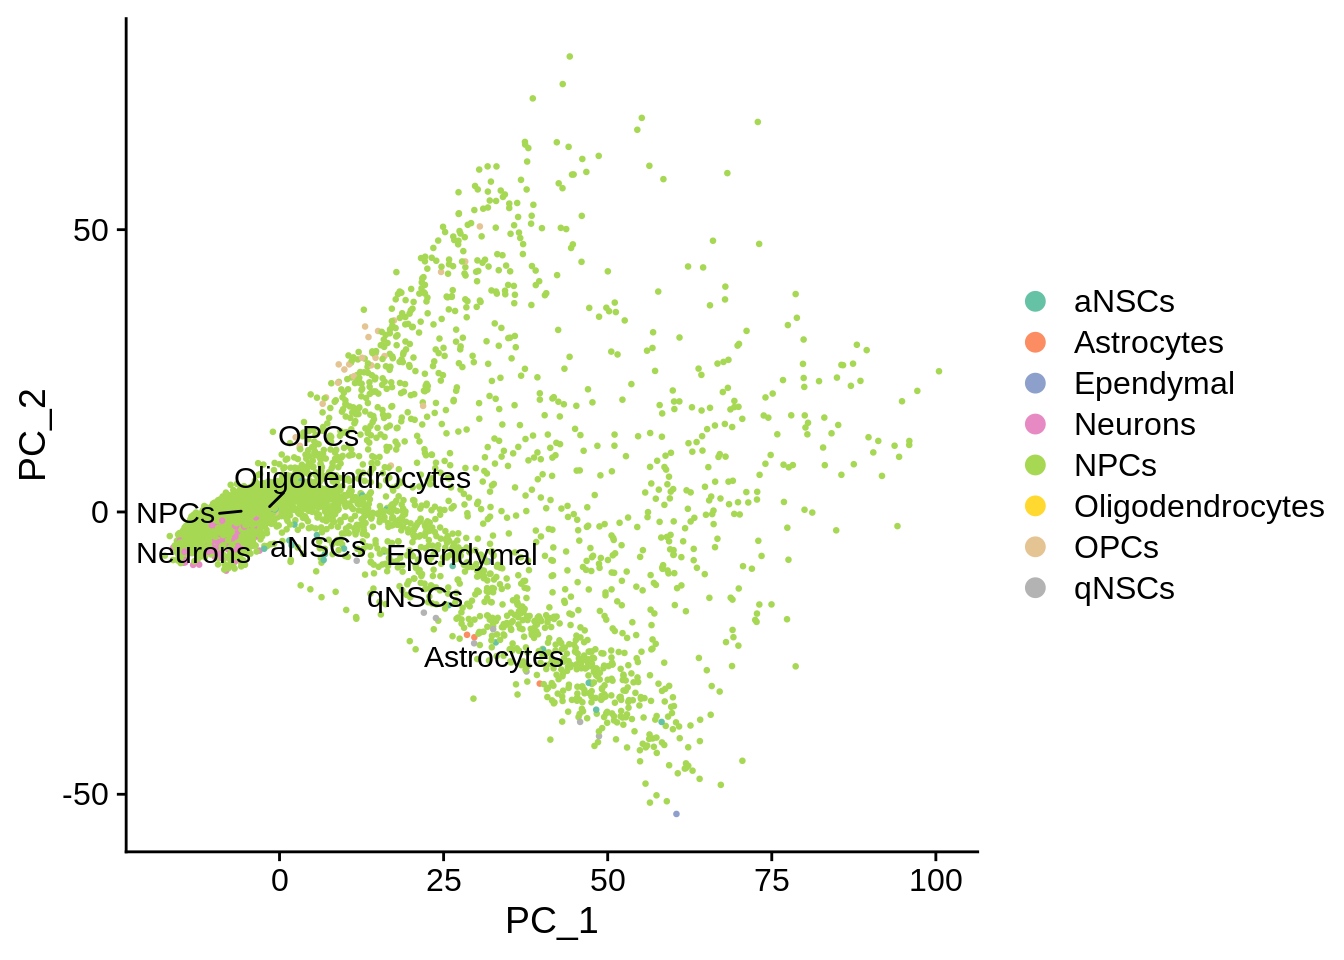 50
0
-50
PC_2
OPCs
Oligodendrocytes
NPCs
Neurons
aNSCs
Ependymal
qNSCs
Astrocytes
0
25
50
75
100
PC_1
aNSCs
Astrocytes
Ependymal
Neurons
NPCs
Oligodendrocytes
OPCs
qNSCs